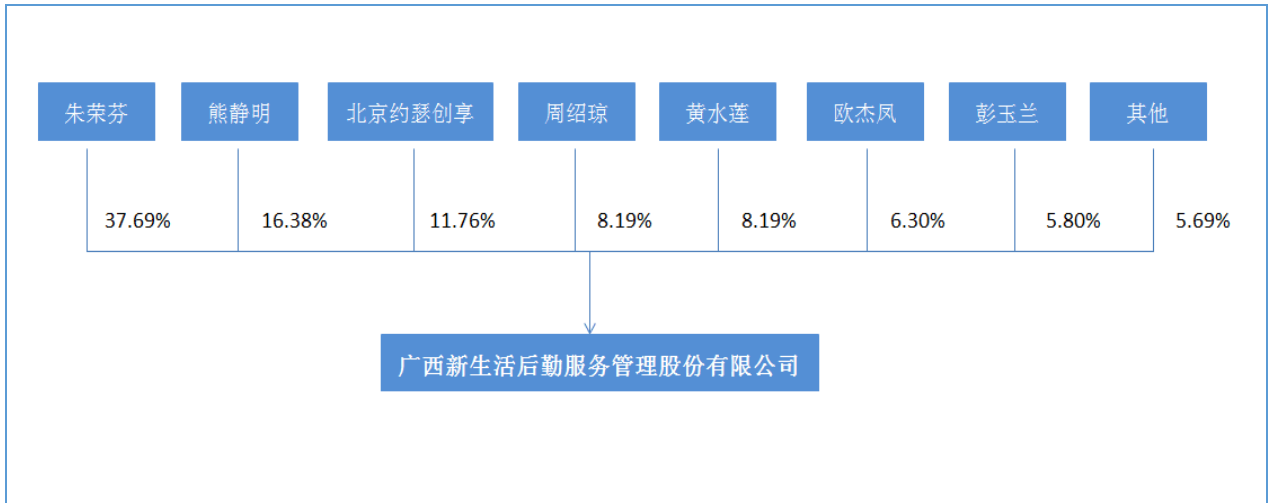 朱荣芬 熊静明 北京约瑟创享 周绍琼 黄水莲 欧杰凤 彭玉兰 其他
37.69% 16.38% 11.76% 8.19% 8.19% 6.30% 5.80% 5.69%
广西新生活后勤服务管理股份有限公司